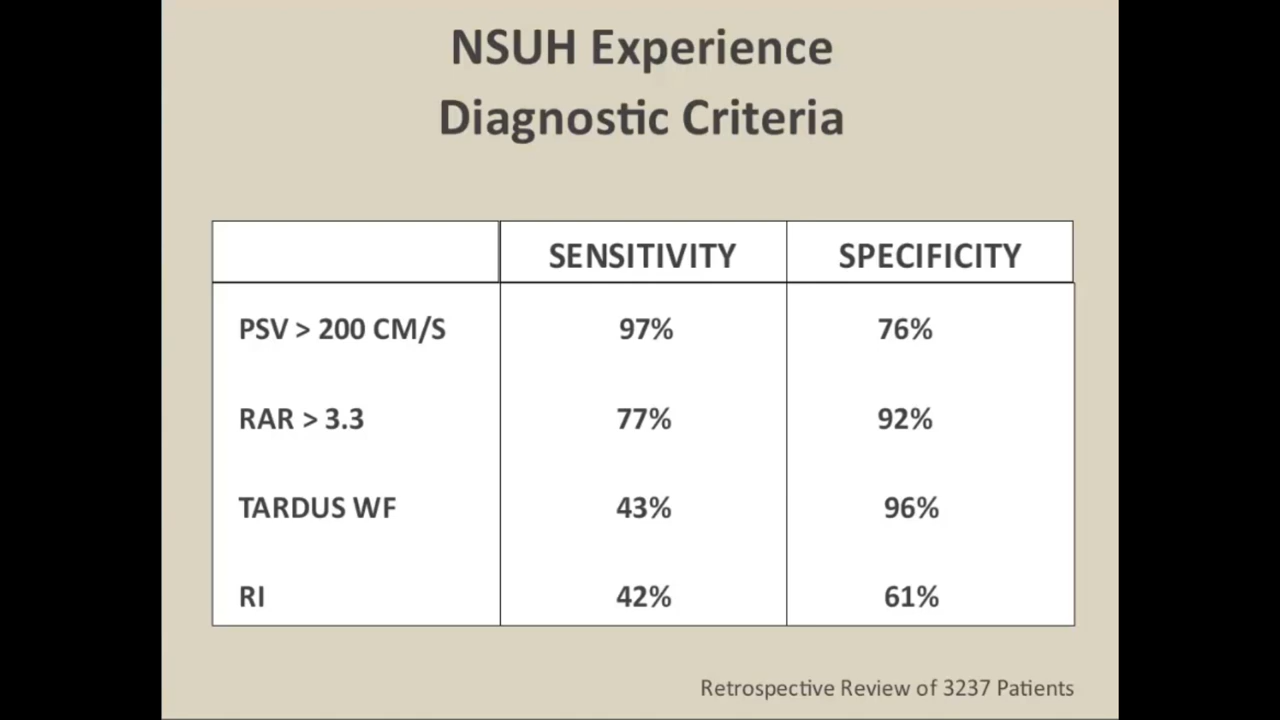 NSUH Experience
Diagnostic Criteria
SENSITIVITY SPECIFICITY
PSV > 200 CM/S 97% 76%
RAR > 3.3 77% 92%
TARDUS WF 43% 96%
RI 42% 61%
Retrospective Review of 3237 Patients